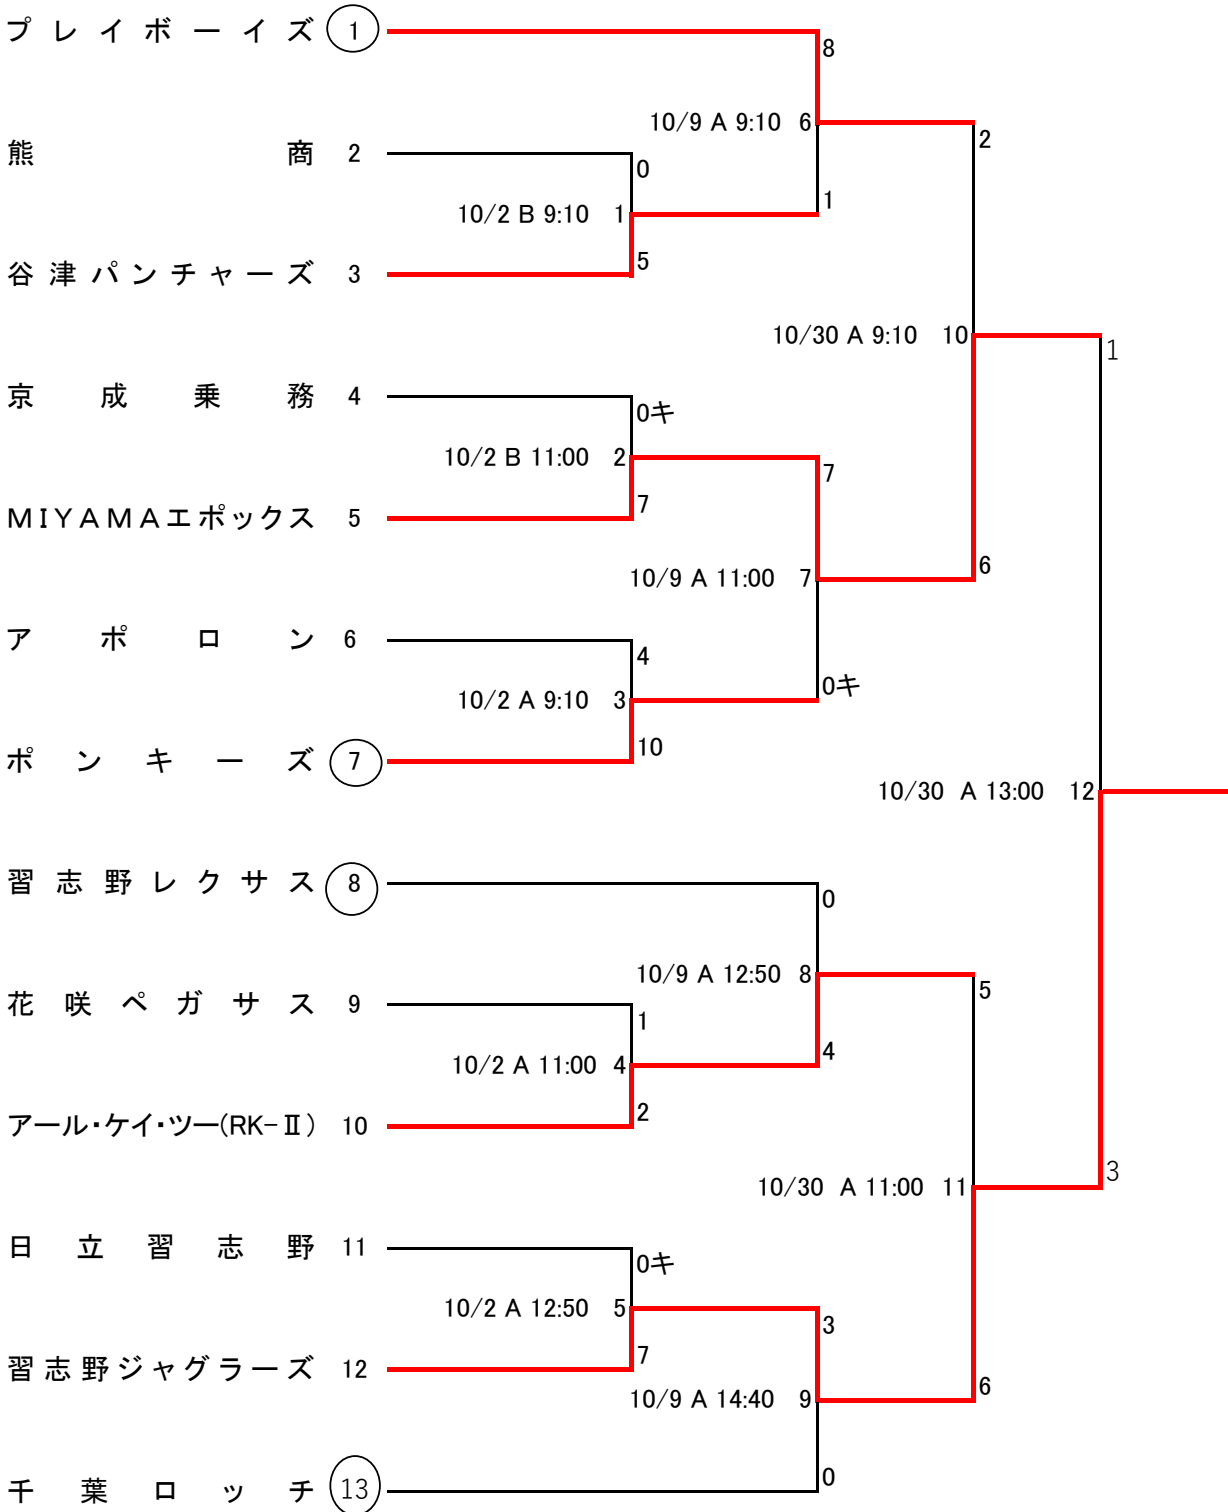 プレイボーイズ 1
8
10/9 A 9:10 6
2
熊商 2
0
10/2 B 9:10 1
1
谷津パンチャーズ 3
5
10/30 A 9:10 10
1
京成乗務 4
0キ
10/2 B 11:00 2
7
MIYAMAエポックス 5
7
10/9 A 11:00 7
6
アポロン 6
4
10/2 A 9:10 3
0キ
ポンキーズ 7
10
10/30 A 13:00 12
習志野レクサス 8
0
10/9 A 12:50 8
5
花咲ペガサス 9
1
10/2 A 11:00 4
4
アール・ケイ・ツー(RK-Ⅱ) 10
2
10/30 A 11:00 11
3
日立習志野 11
0キ
10/2 A 12:50 5
3
習志野ジャグラーズ 12
7
10/9 A 14:40 9
6
千葉ロッチ 13
0